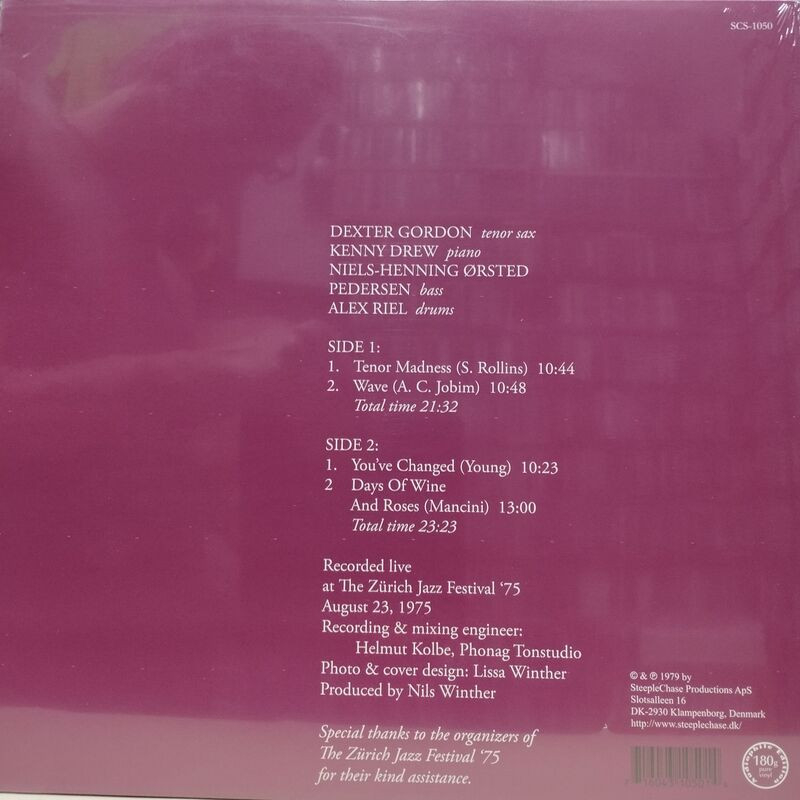 SCS-1050
DEXTER GORDON tenor sax
KENNY DREW piano
NIELS-HENNING ØRSTED
PEDERSEN bass
ALEX RIEL drums
SIDE 1:
1. Tenor Madness (S. Rollins) 10:44
2. Wave (A. C. Jobim) 10:48
Total time 21:32
SIDE 2:
1. You've Changed (Young) 10:23
2 Days Of Wine
And Roses (Mancini) 13:00
Total time 23:23
Recorded live
at The Zürich Jazz Festival ‘75
August 23, 1975
Recording & mixing engineer:
Helmut Kolbe, Phonag Tonstudio
Photo & cover design: Lissa Winther
Produced by Nils Winther
Special thanks to the organizers of
The Zürich Jazz Festival ‘75
for their kind assistance.
© & ℗ 1979 by
SteepleChase Productions ApS
Slotsalleen 16
DK-2930 Klampenborg, Denmark
http://www.steeplechase.dk/
Audiophile Edition
180g
pure
vinyl